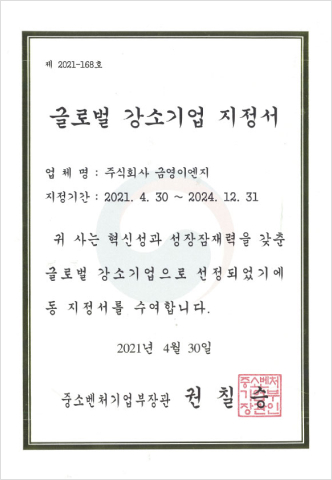 제 2021-168호
글로벌 강소기업 지정서
업 체 명 : 주식회사 금영이엔지
지정기간 : 2021. 4. 30 ~ 2024. 12. 31
귀 사는 혁신성과 성장잠재력을 갖춘
글로벌 강소기업으로 선정되었기에
동 지정서를 수여합니다.
2021년 4월 30일
중소벤처기업부장관 권 칠 승
중소벤처
기업부
장관인